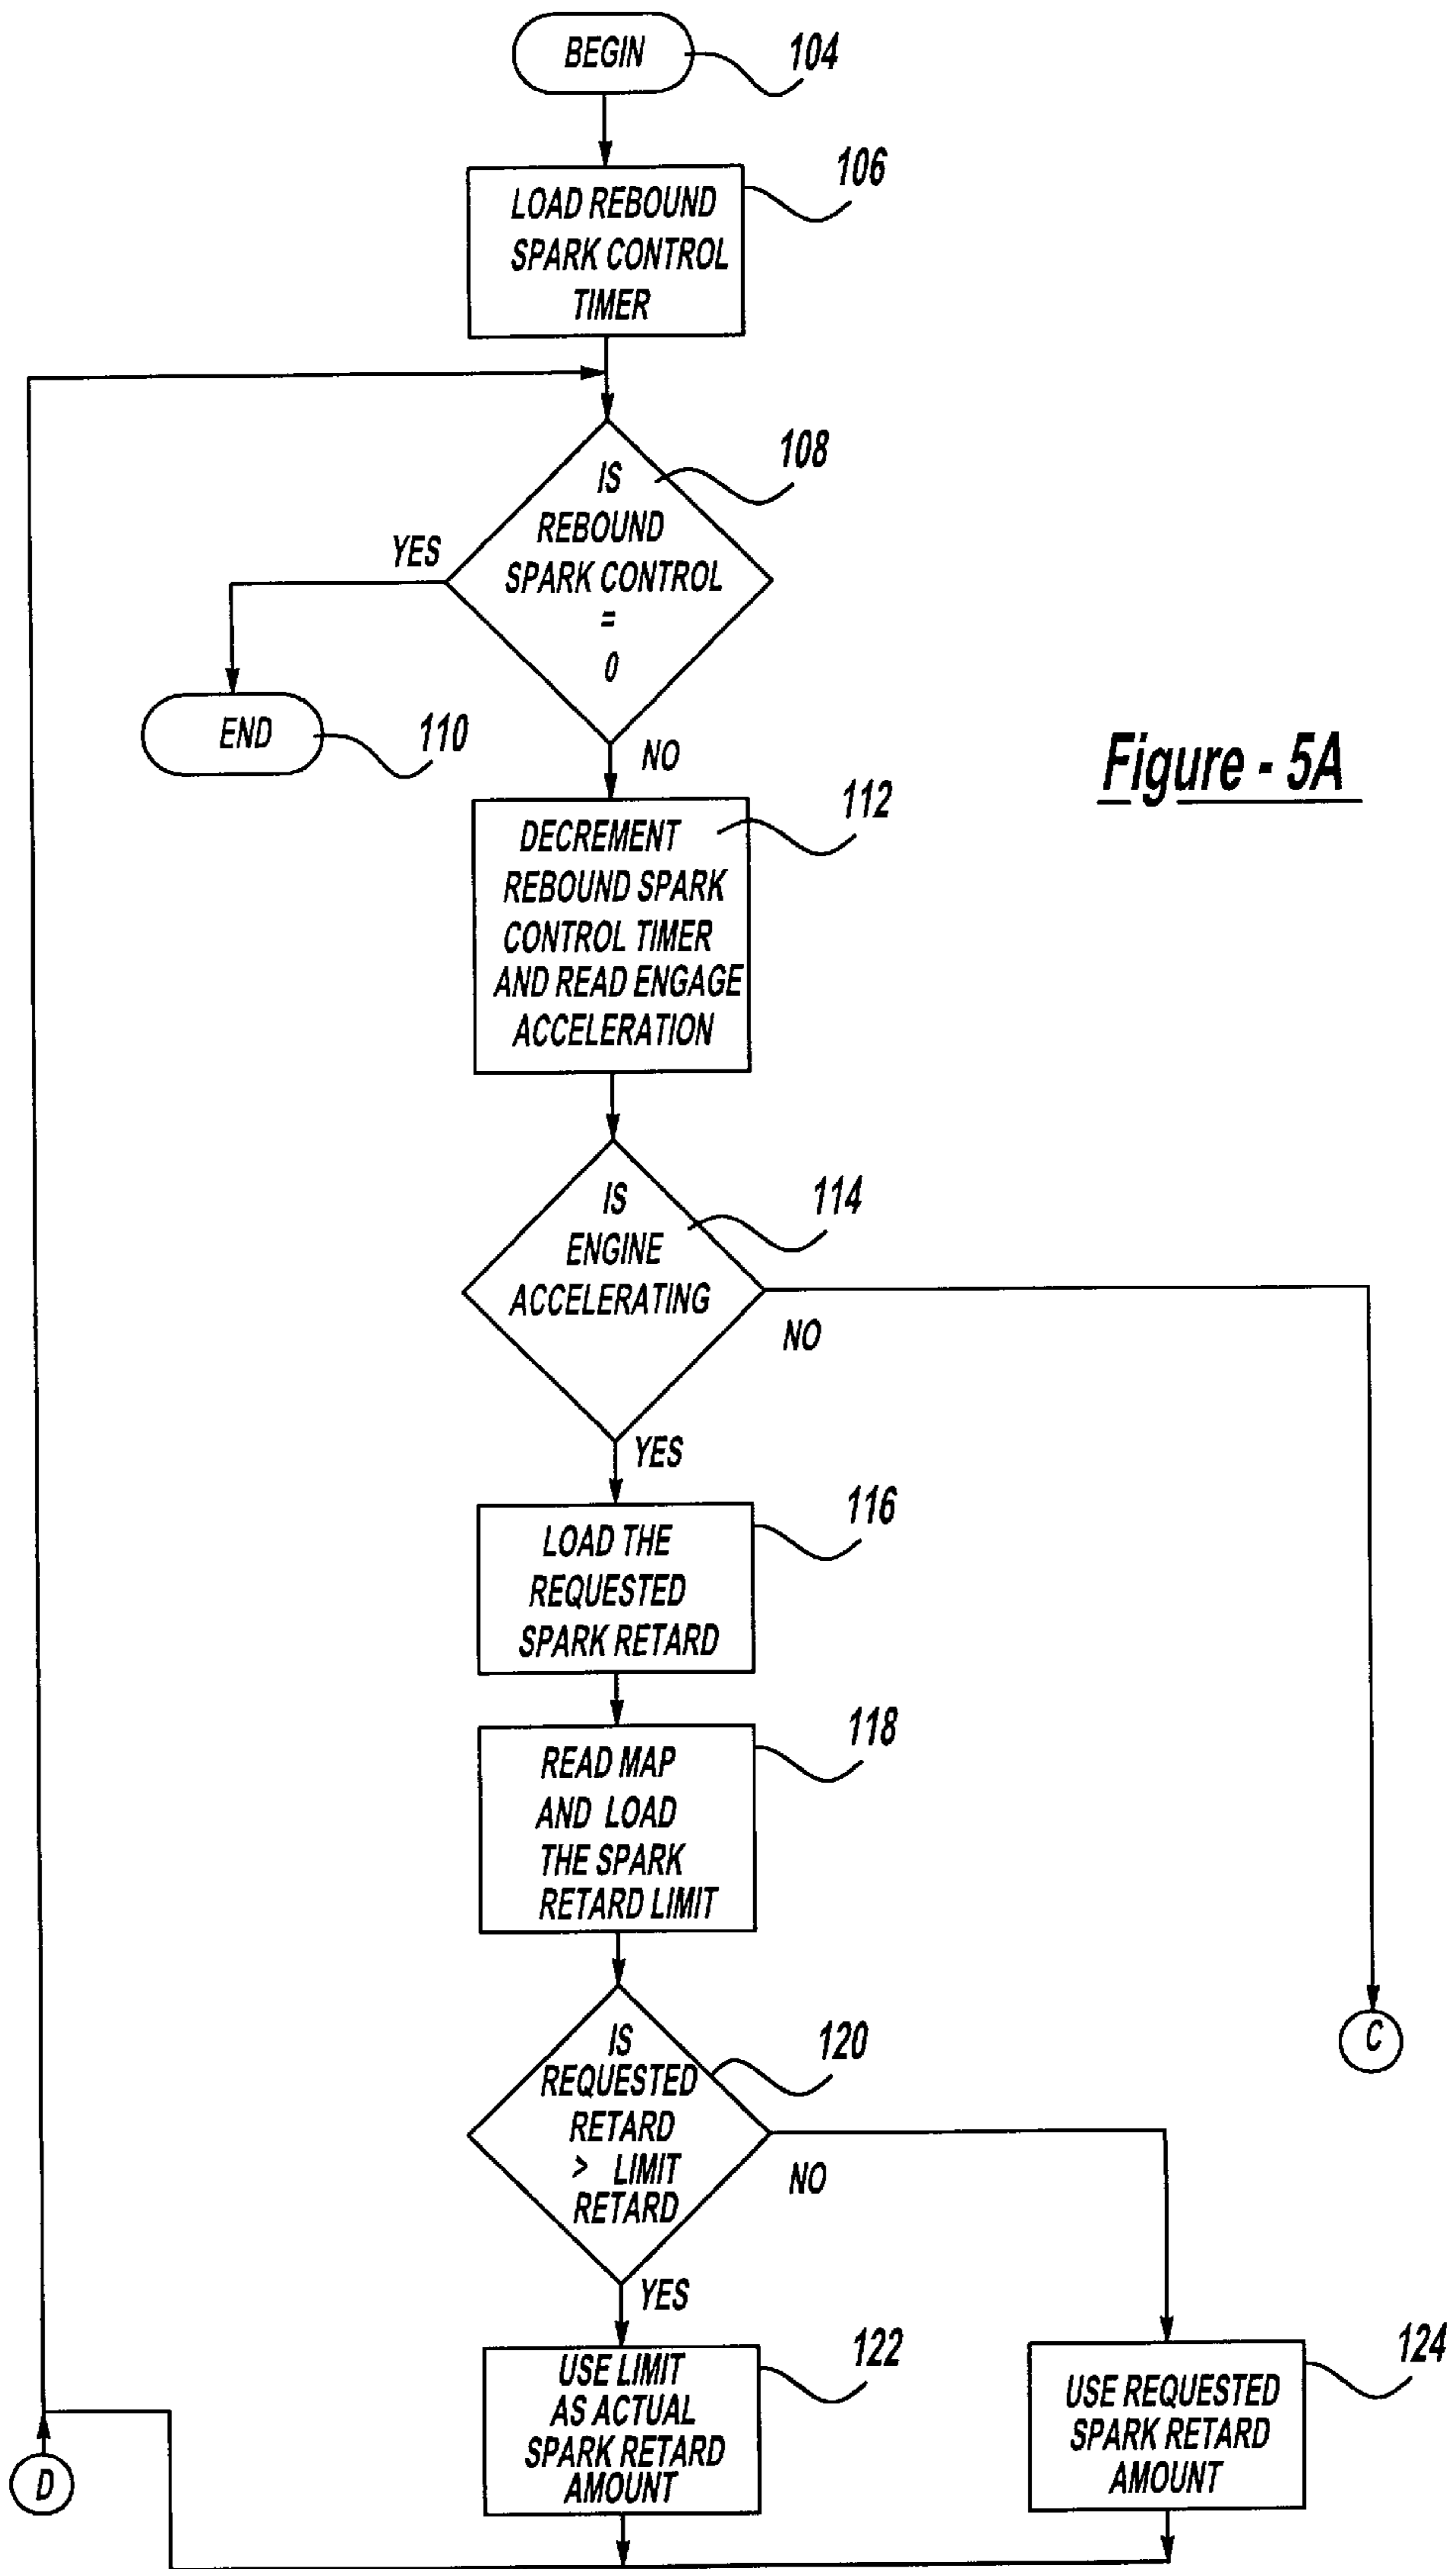 BEGIN
104
LOAD REBOUND
SPARK CONTROL
TIMER
106
IS
REBOUND
SPARK CONTROL
=
0
108
YES
END
110
NO
Figure - 5A
DECREMENT
REBOUND SPARK
CONTROL TIMER
AND READ ENGAGE
ACCELERATION
112
IS
ENGINE
ACCELERATING
114
NO
YES
LOAD THE
REQUESTED
SPARK RETARD
116
READ MAP
AND LOAD
THE SPARK
RETARD LIMIT
118
C
IS
REQUESTED
RETARD
> LIMIT
RETARD
120
NO
YES
USE LIMIT
AS ACTUAL
SPARK RETARD
AMOUNT
122
USE REQUESTED
SPARK RETARD
AMOUNT
124
D